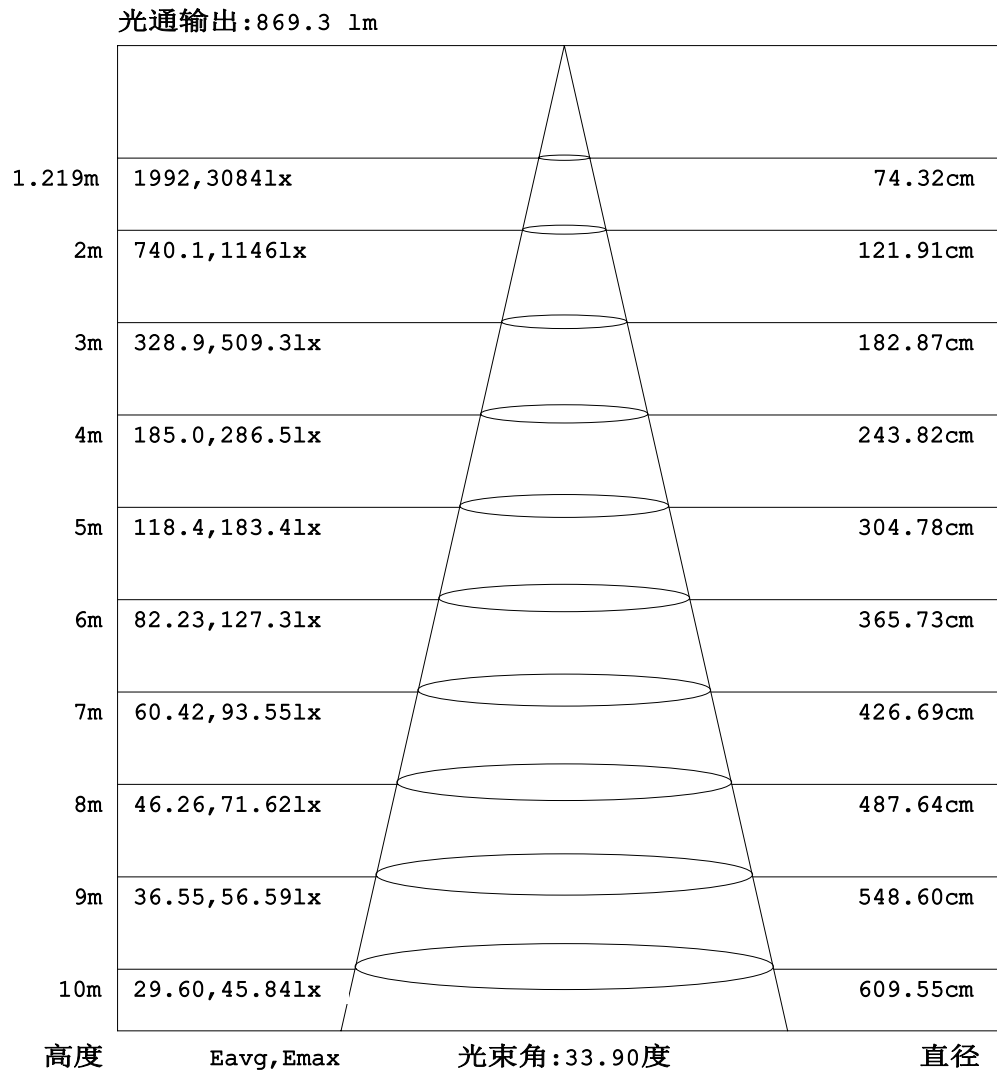 光通输出:869.3 lm
1.219m 1992,3084lx 74.32cm
2m 740.1,1146lx 121.91cm
3m 328.9,509.3lx 182.87cm
4m 185.0,286.5lx 243.82cm
5m 118.4,183.4lx 304.78cm
6m 82.23,127.3lx 365.73cm
7m 60.42,93.55lx 426.69cm
8m 46.26,71.62lx 487.64cm
9m 36.55,56.59lx 548.60cm
10m 29.60,45.84lx 609.55cm
高度 Eavg,Emax 光束角:33.90度 直径